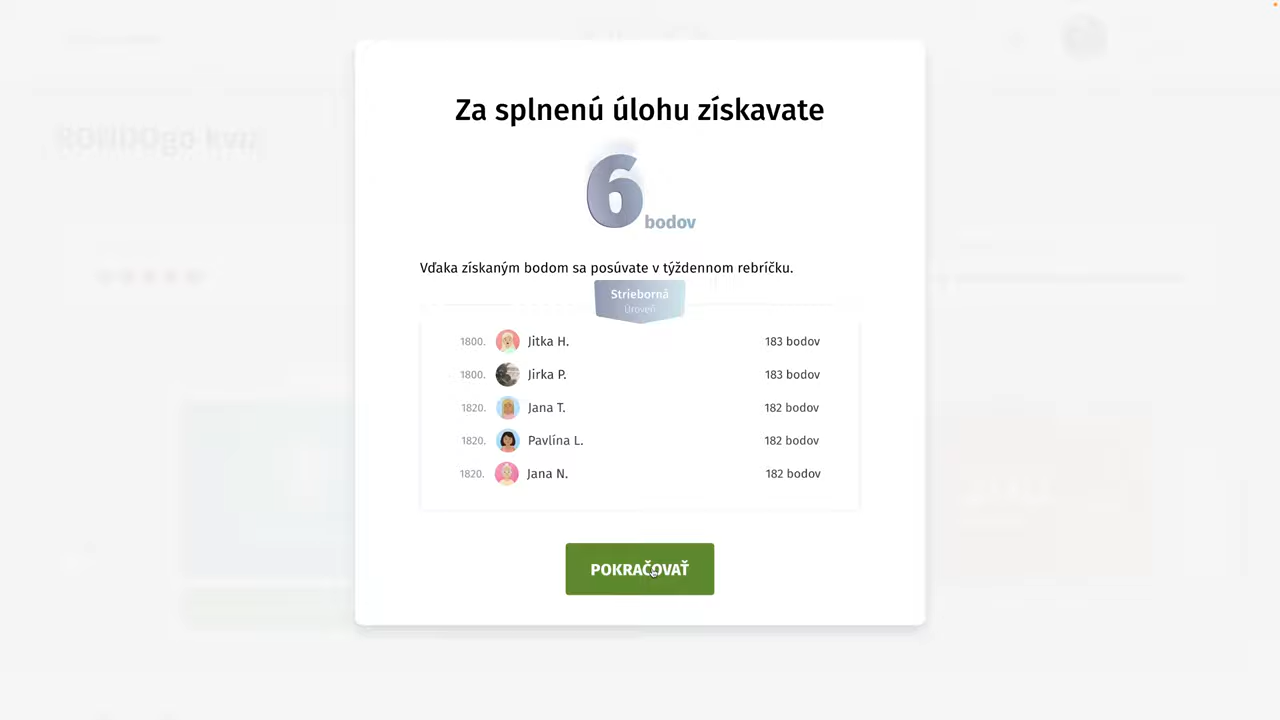 Za splnenú úlohu získavate
6 bodov
Vďaka získaným bodom sa posúvate v týždennom rebríčku.
Strieborná
Úroveň
1800. Jitka H. 183 bodov
1800. Jirka P. 183 bodov
1820. Jana T. 182 bodov
1820. Pavlína L. 182 bodov
1820. Jana N. 182 bodov
POKRAČOVAŤ